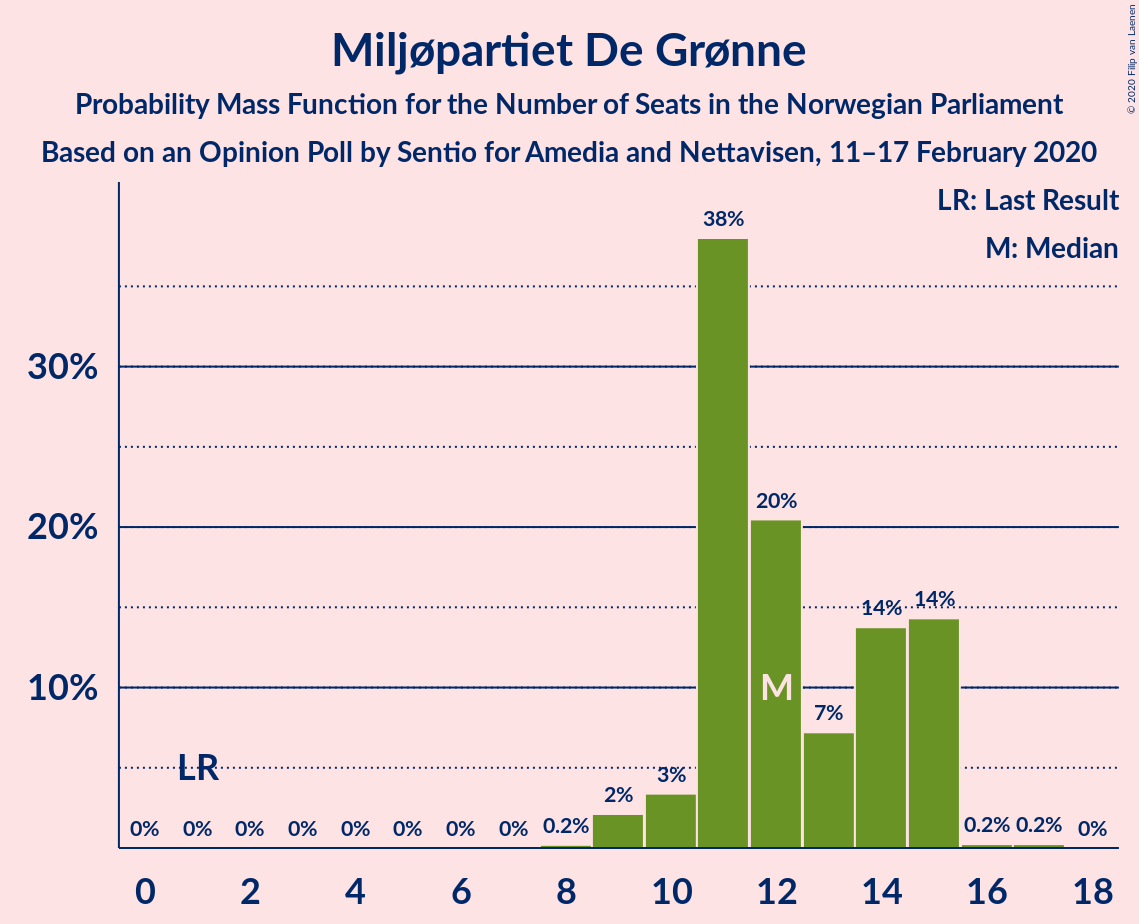 Miljøpartiet De Grønne
Probability Mass Function for the Number of Seats in the Norwegian Parliament
Based on an Opinion Poll by Sentio for Amedia and Nettavisen, 11–17 February 2020
© 2020 Filip van Laenen
LR: Last Result
M: Median
38%
30%
20%
20%
14% 14%
10%
M
7%
LR
3%
2%
0% 0% 0% 0% 0% 0% 0% 0% 0.2% 0.2% 0.2% 0%
0 2 4 6 8 10 12 14 16 18